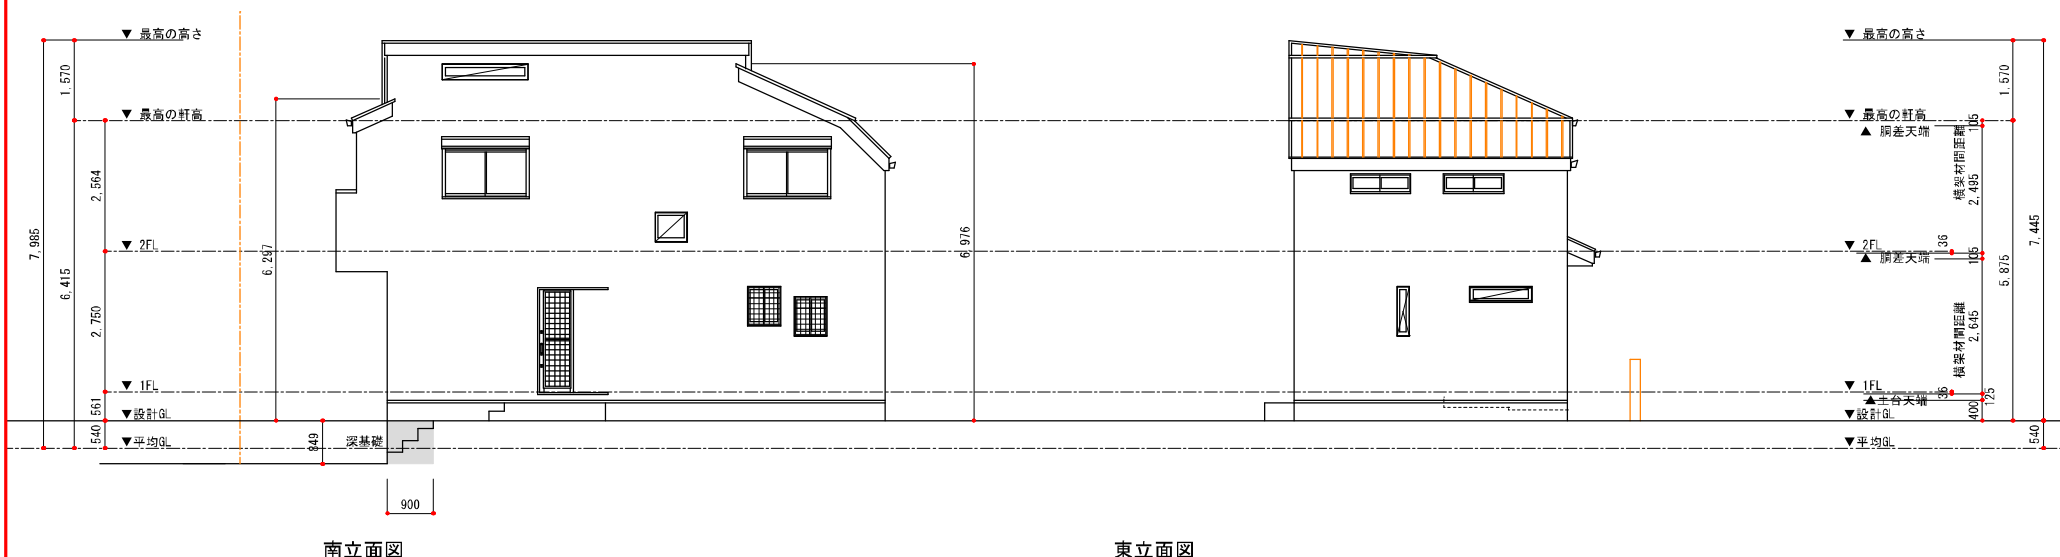 ▼ 最高の高さ
1,570
▼ 最高の軒高
2,564
7,985
6,415
▼ 2FL
6,297
2,750
▼ 1FL
561
▼設計GL
540
▼平均GL
849
深基礎
900
南立面図
6,976
▼ 最高の高さ
1,570
▼ 最高の軒高
105
▲ 胴差天端
横架材間距離
2,495
7,445
▼ 2FL
36
▲ 胴差天端
105
5,875
横架材間距離
2,645
▼ 1FL
36
▲土台天端
125
400
▼設計GL
540
▼平均GL
東立面図